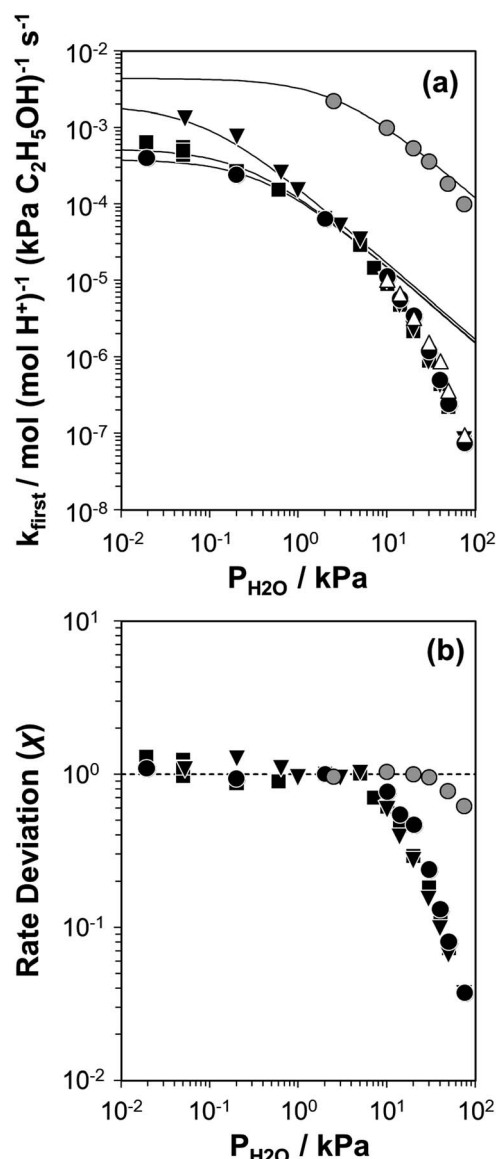 (a)
k_first / mol (mol H⁺)⁻¹ (kPa C₂H₅OH)⁻¹ s⁻¹
10⁻²
10⁻³
10⁻⁴
10⁻⁵
10⁻⁶
10⁻⁷
10⁻⁸
10⁻² 10⁻¹ 10⁰ 10¹ 10²
P_H2O / kPa
(b)
Rate Deviation (χ)
10¹
10⁰
10⁻¹
10⁻²
10⁻² 10⁻¹ 10⁰ 10¹ 10²
P_H2O / kPa